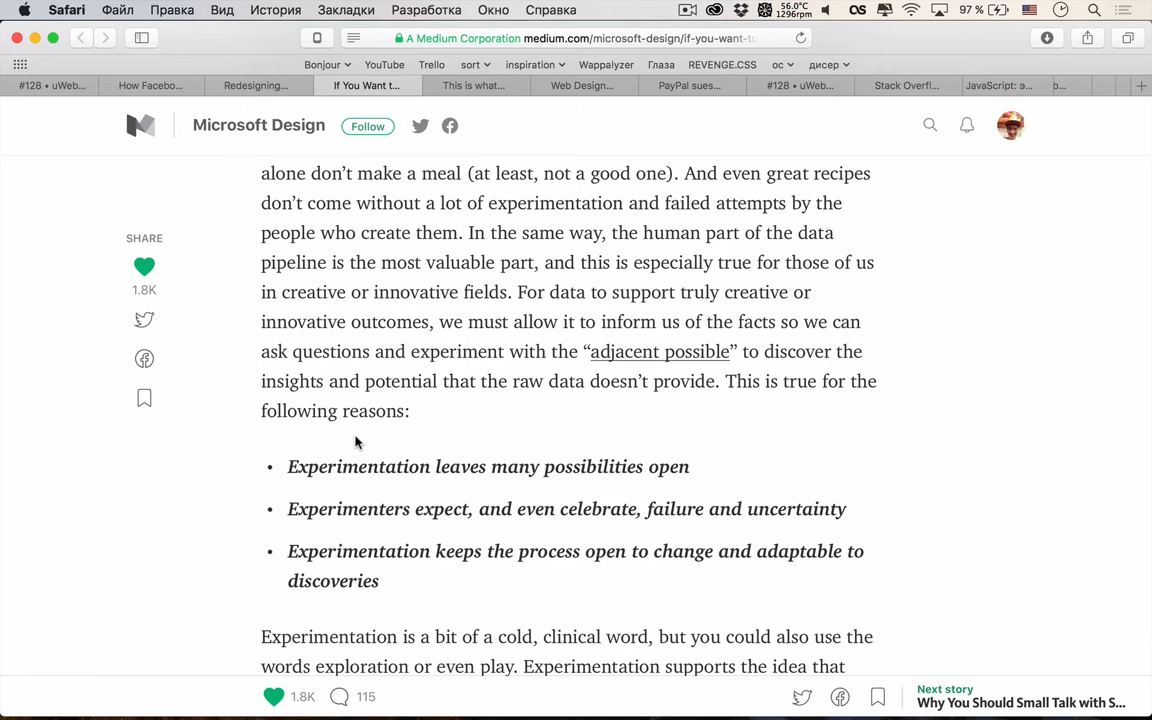 Safari Файл Правка Вид История Закладки Разработка Окно Справка 56.0°C 1296rpm 97 %
A Medium Corporation medium.com/microsoft-design/if-you-want-to
Bonjour YouTube Trello sort inspiration Wappalyzer Глаза REVENGE.CSS ос дисер
#128 • uWeb... How Facebo... Redesigning... If You Want t... This is what... Web Design... PayPal sues... #128 • uWeb... Stack Overfl... JavaScript: э... b...
Microsoft Design Follow
alone don’t make a meal (at least, not a good one). And even great recipes
don’t come without a lot of experimentation and failed attempts by the
people who create them. In the same way, the human part of the data
pipeline is the most valuable part, and this is especially true for those of us
in creative or innovative fields. For data to support truly creative or
innovative outcomes, we must allow it to inform us of the facts so we can
ask questions and experiment with the “adjacent possible” to discover the
insights and potential that the raw data doesn’t provide. This is true for the
following reasons:
SHARE
1.8K
• Experimentation leaves many possibilities open
• Experimenters expect, and even celebrate, failure and uncertainty
• Experimentation keeps the process open to change and adaptable to
discoveries
Experimentation is a bit of a cold, clinical word, but you could also use the
words exploration or even play. Experimentation supports the idea that
1.8K 115
Next story
Why You Should Small Talk with S...